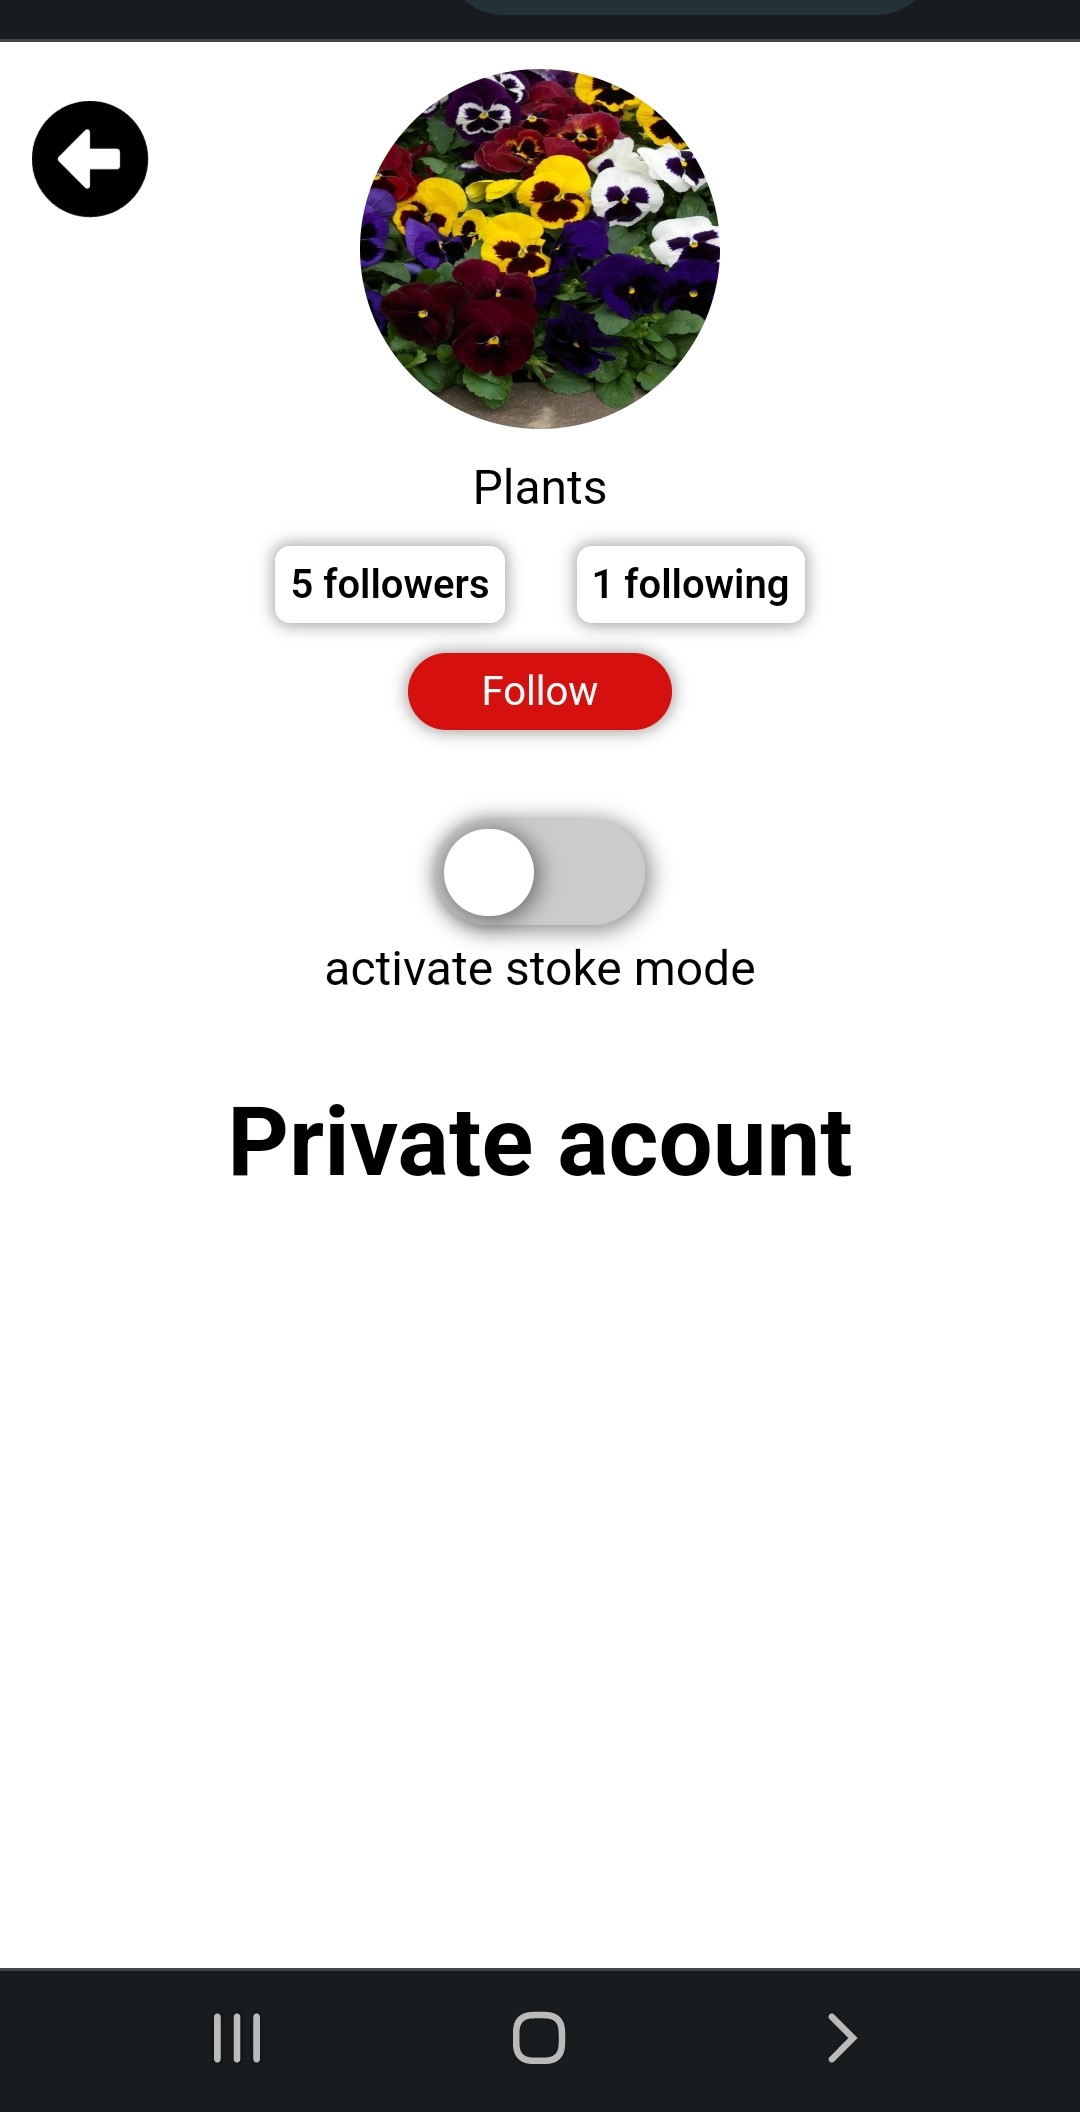 Plants
5 followers 1 following
Follow
activate stoke mode
Private acount